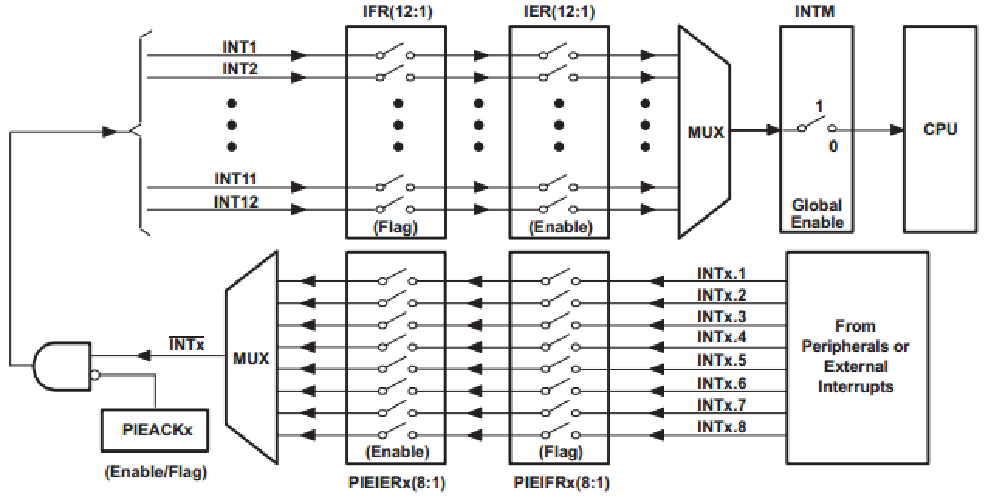 IFR(12:1)
IER(12:1)
INTM
INT1
INT2
INT11
INT12
(Flag)
(Enable)
MUX
1
0
Global
Enable
CPU
INTx.1
INTx.2
INTx.3
INTx.4
INTx.5
INTx.6
INTx.7
INTx.8
From
Peripherals or
External
Interrupts
INTx
MUX
PIEACKx
(Enable/Flag)
(Enable)
(Flag)
PIEIERx(8:1)
PIEIFRx(8:1)